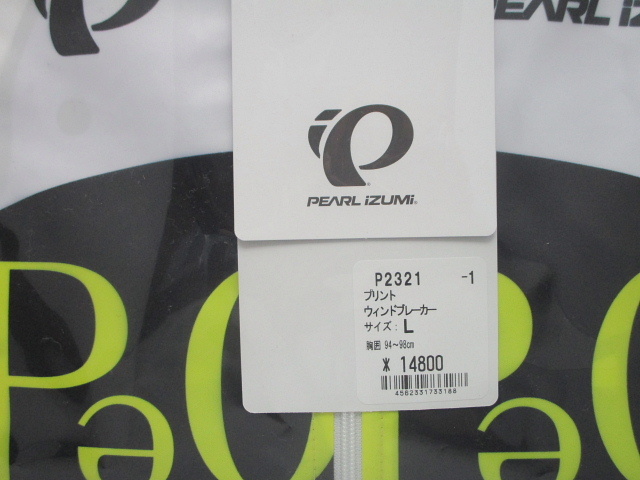 PEARL IZUMI
PEARL iZUMi®
P2321 -1
プリント
ウィンドブレーカー
サイズ: L
胸囲 94～98cm
¥ 14800
4562331733186